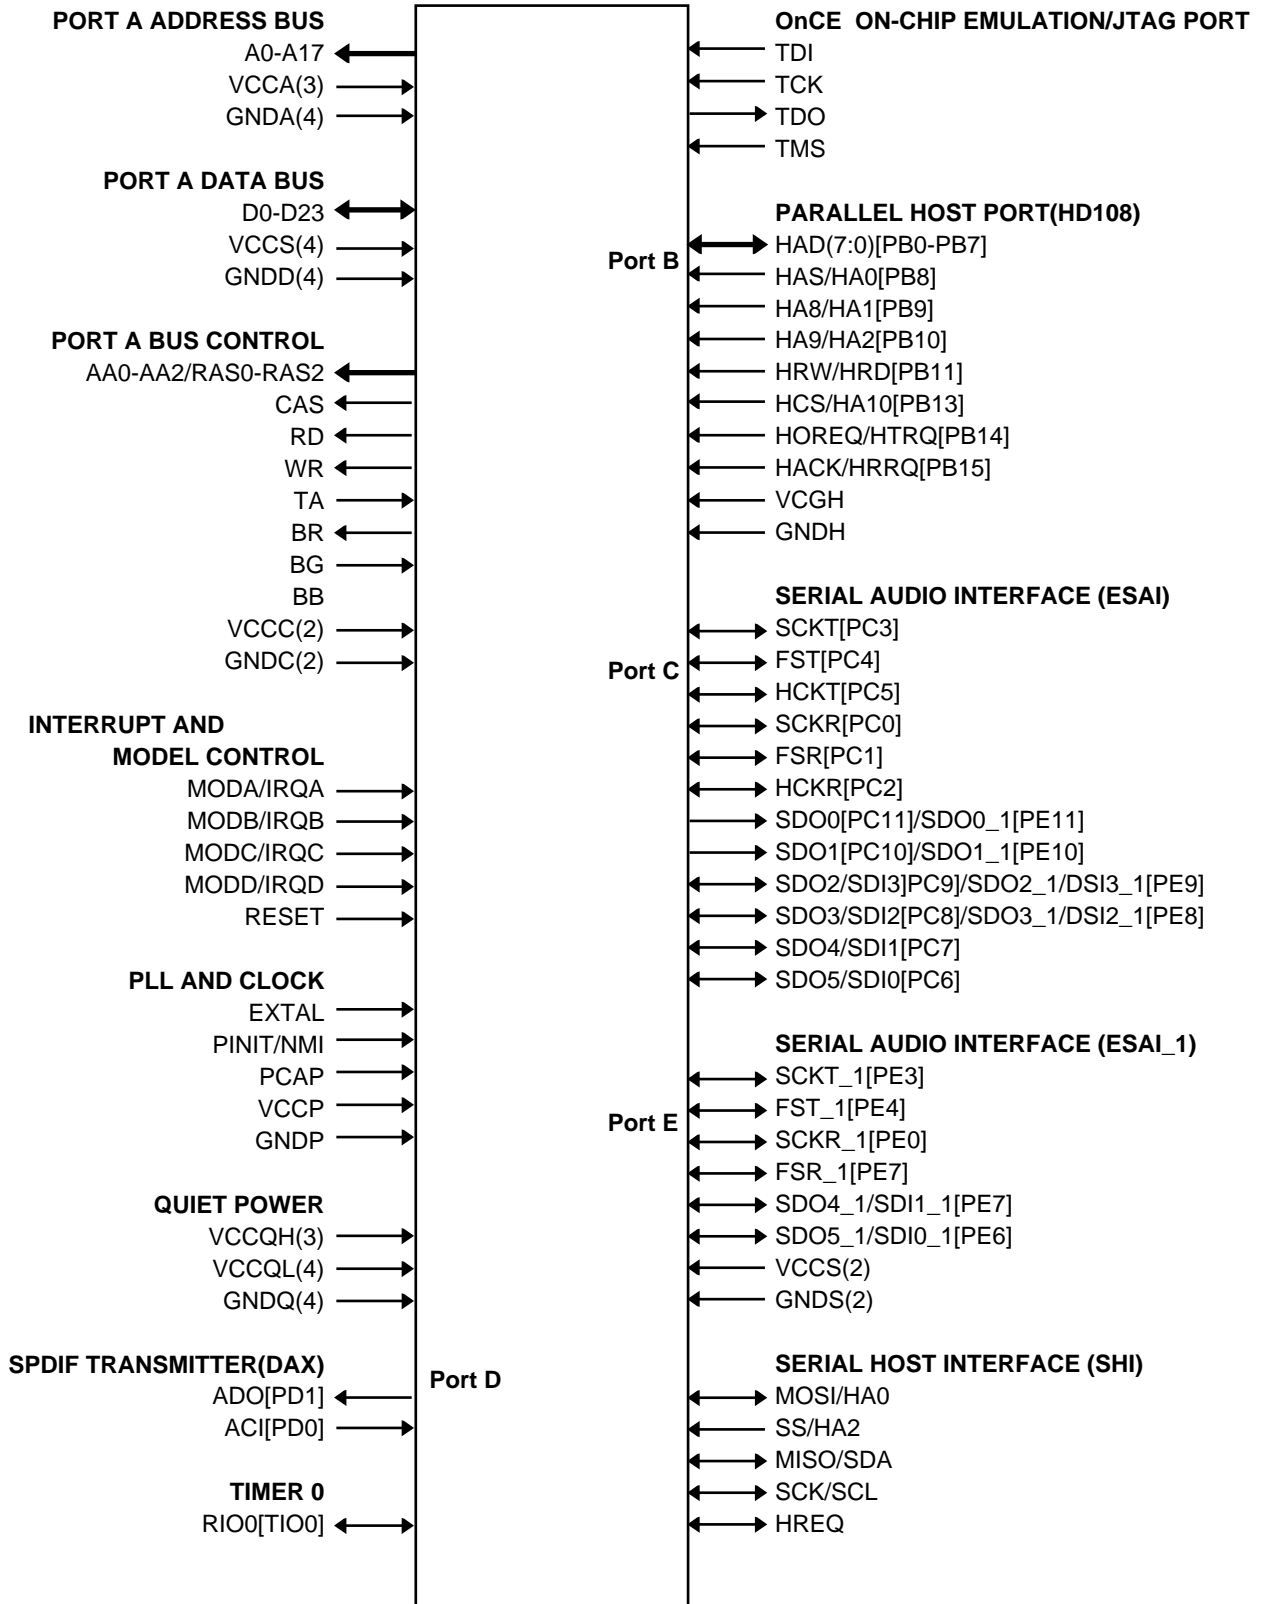 PORT A ADDRESS BUS
A0-A17
VCCA(3)
GNDA(4)
PORT A DATA BUS
D0-D23
VCCS(4)
GNDD(4)
PORT A BUS CONTROL
AA0-AA2/RAS0-RAS2
CAS
RD
WR
TA
BR
BG
BB
VCCC(2)
GNDC(2)
INTERRUPT AND
MODEL CONTROL
MODA/IRQA
MODB/IRQB
MODC/IRQC
MODD/IRQD
RESET
PLL AND CLOCK
EXTAL
PINIT/NMI
PCAP
VCCP
GNDP
QUIET POWER
VCCQH(3)
VCCQL(4)
GNDQ(4)
SPDIF TRANSMITTER(DAX)
ADO[PD1]
ACI[PD0]
TIMER 0
RIO0[TIO0]
Port B
Port C
Port E
Port D
OnCE ON-CHIP EMULATION/JTAG PORT
TDI
TCK
TDO
TMS
PARALLEL HOST PORT(HD108)
HAD(7:0)[PB0-PB7]
HAS/HA0[PB8]
HA8/HA1[PB9]
HA9/HA2[PB10]
HRW/HRD[PB11]
HCS/HA10[PB13]
HOREQ/HTRQ[PB14]
HACK/HRRQ[PB15]
VCGH
GNDH
SERIAL AUDIO INTERFACE (ESAI)
SCKT[PC3]
FST[PC4]
HCKT[PC5]
SCKR[PC0]
FSR[PC1]
HCKR[PC2]
SDO0[PC11]/SDO0_1[PE11]
SDO1[PC10]/SDO1_1[PE10]
SDO2/SDI3]PC9]/SDO2_1/DSI3_1[PE9]
SDO3/SDI2[PC8]/SDO3_1/DSI2_1[PE8]
SDO4/SDI1[PC7]
SDO5/SDI0[PC6]
SERIAL AUDIO INTERFACE (ESAI_1)
SCKT_1[PE3]
FST_1[PE4]
SCKR_1[PE0]
FSR_1[PE7]
SDO4_1/SDI1_1[PE7]
SDO5_1/SDI0_1[PE6]
VCCS(2)
GNDS(2)
SERIAL HOST INTERFACE (SHI)
MOSI/HA0
SS/HA2
MISO/SDA
SCK/SCL
HREQ